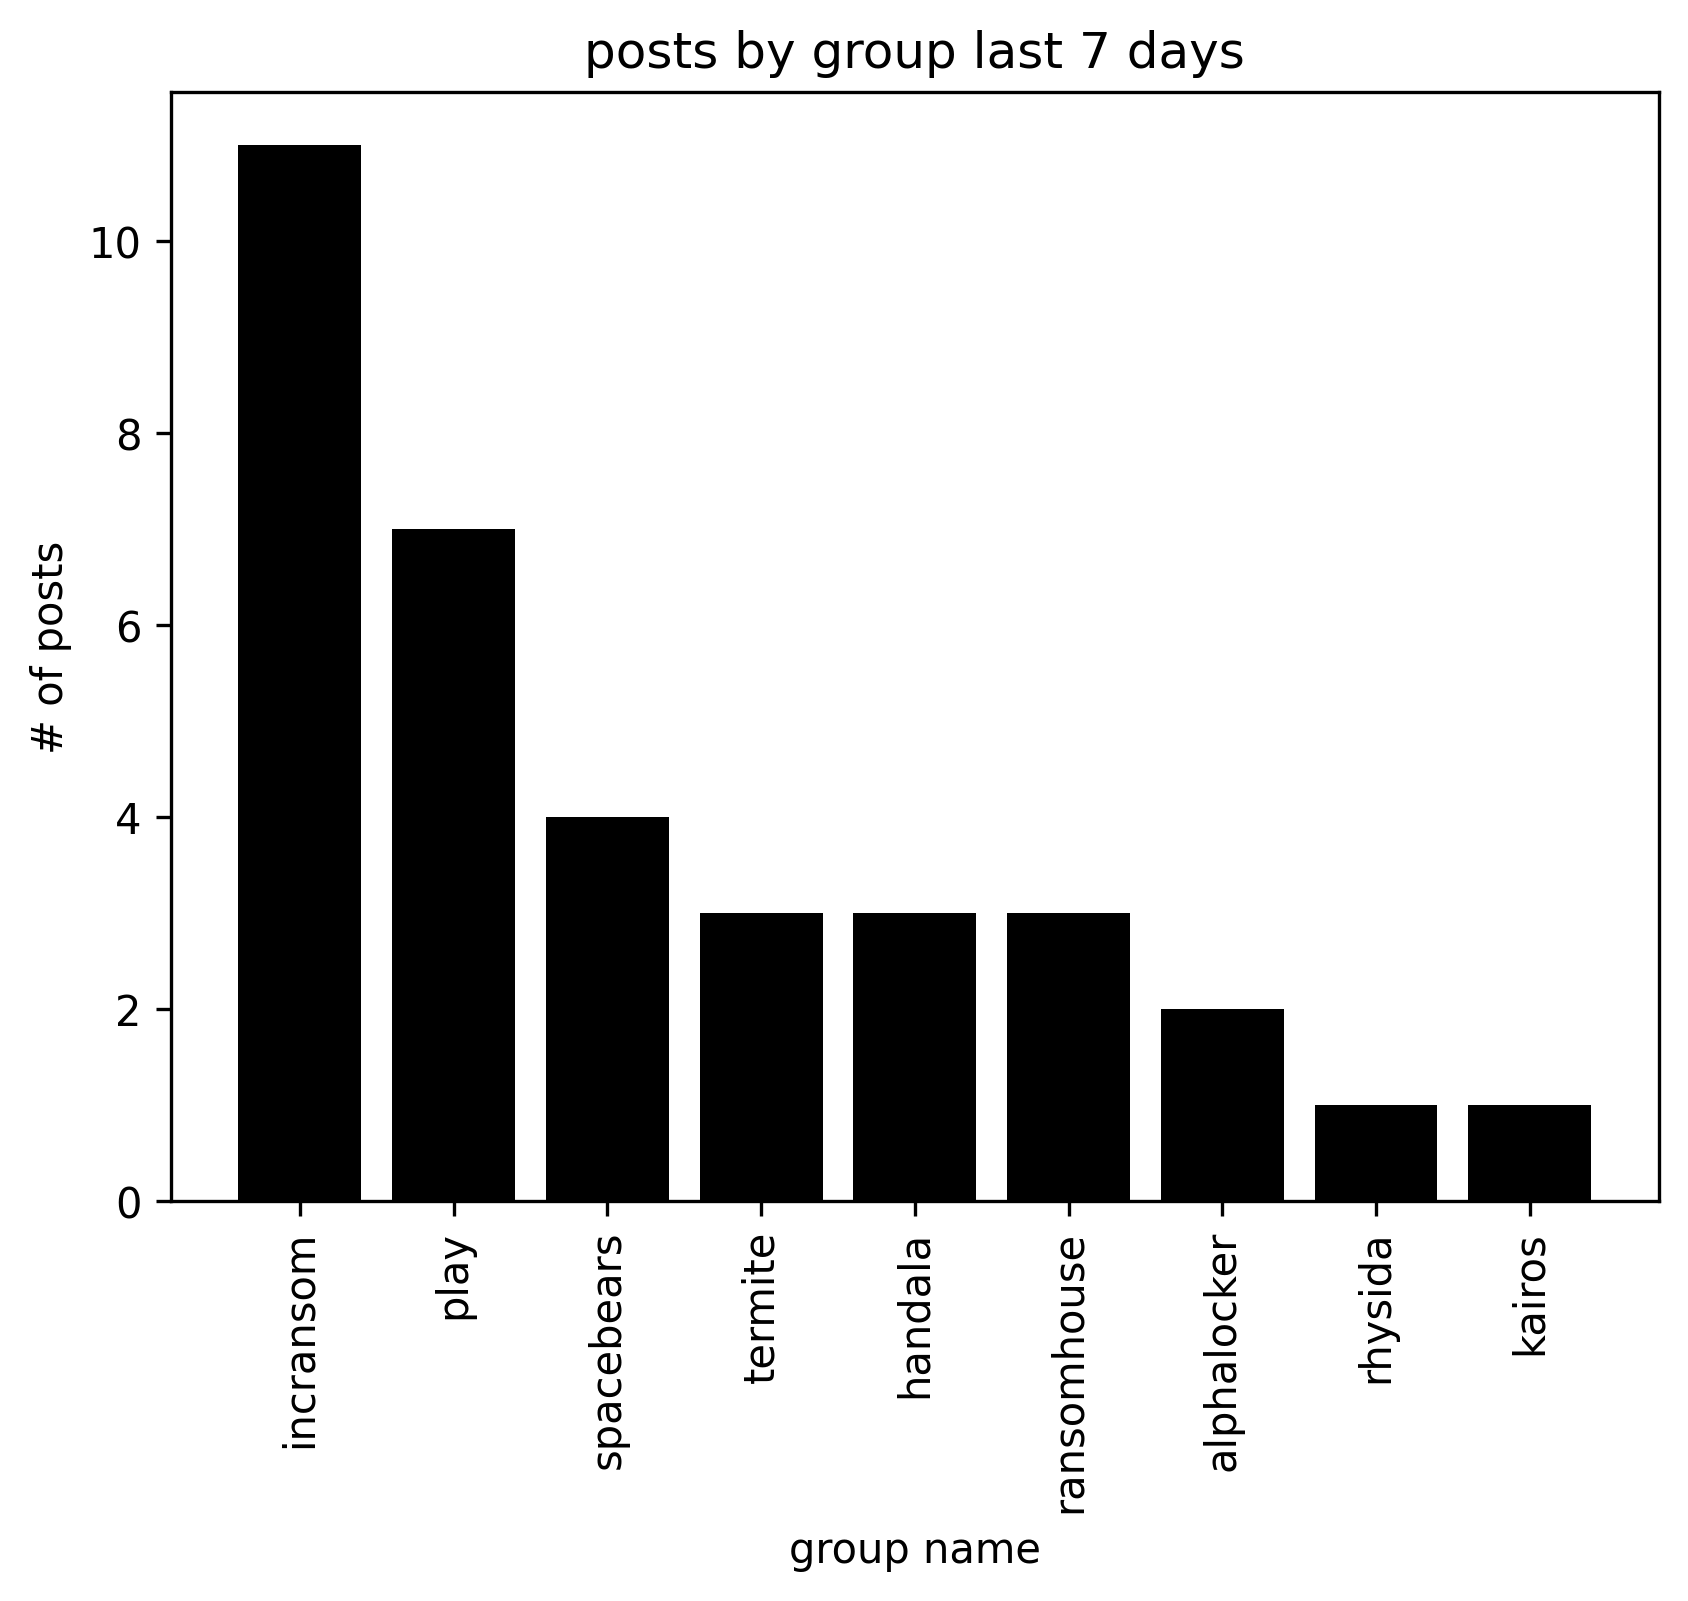 posts by group last 7 days
# of posts
10
8
6
4
2
0
incransom
play
spacebears
termite
handala
ransomhouse
alphalocker
rhysida
kairos
group name